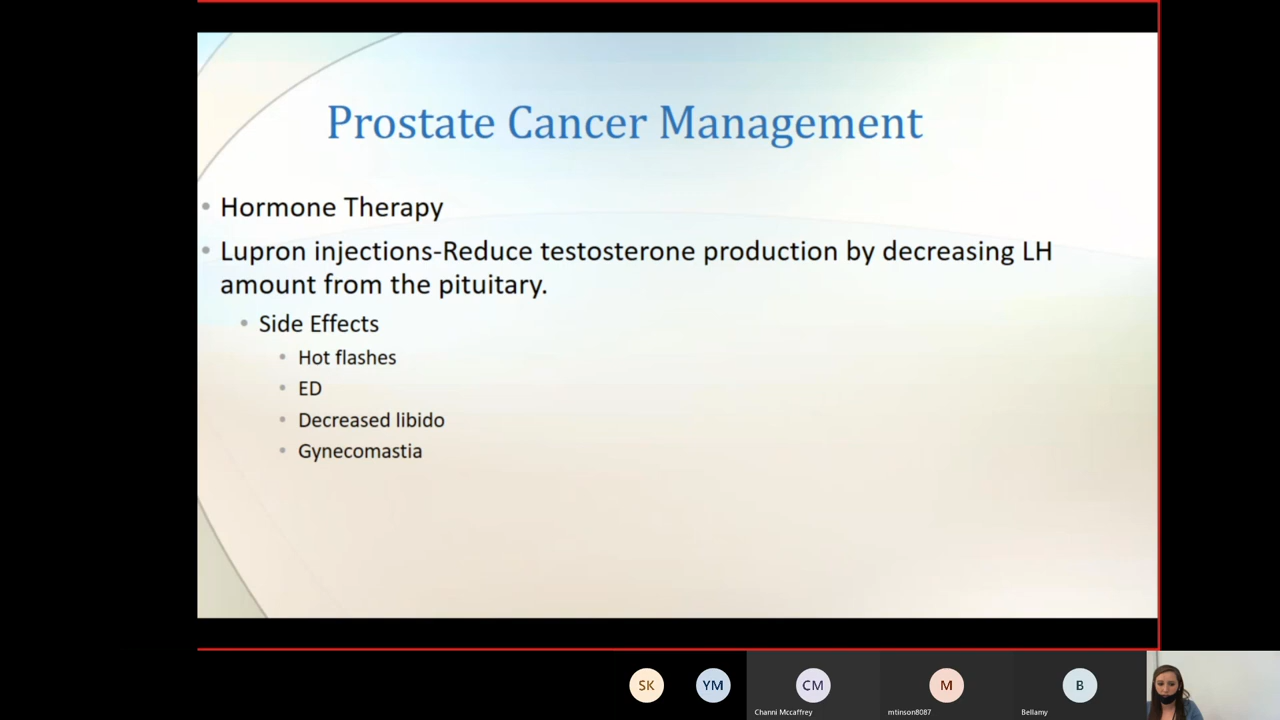 Prostate Cancer Management
Hormone Therapy
Lupron injections-Reduce testosterone production by decreasing LH
amount from the pituitary.
Side Effects
Hot flashes
ED
Decreased libido
Gynecomastia
SK
YM
CM
M
B
Channi Mccaffrey
mtinson8087
Bellamy